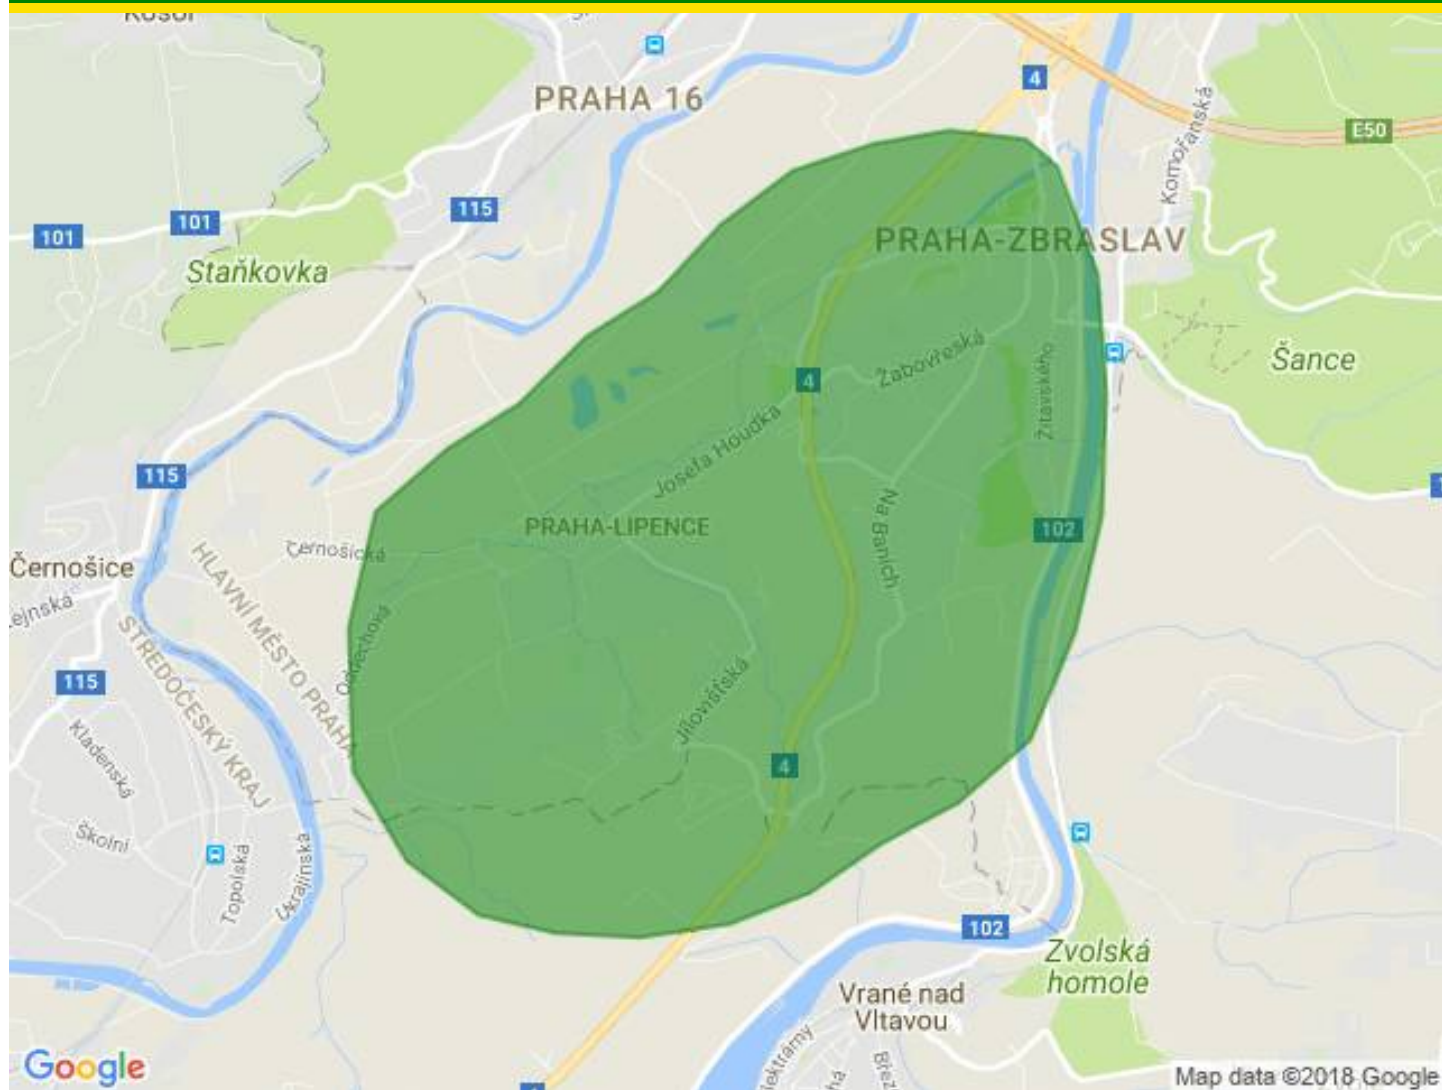 PRAHA 16
4
E50
Komořanská
101
101
115
Staňkovka
PRAHA-ZBRASLAV
Šance
Žabovřeská
Žitavského
4
Josefa Houdka
115
PRAHA-LIPENCE
Na Baních
102
Černošická
Černošice
HLAVNÍ MĚSTO PRAHA
STŘEDOČESKÝ KRAJ
Oddechová
115
Jílovišťská
Kladenská
4
Školní
Topolská
Ukrajinská
102
Zvolská
homole
Vrané nad
Vltavou
Google
Map data ©2018 Google